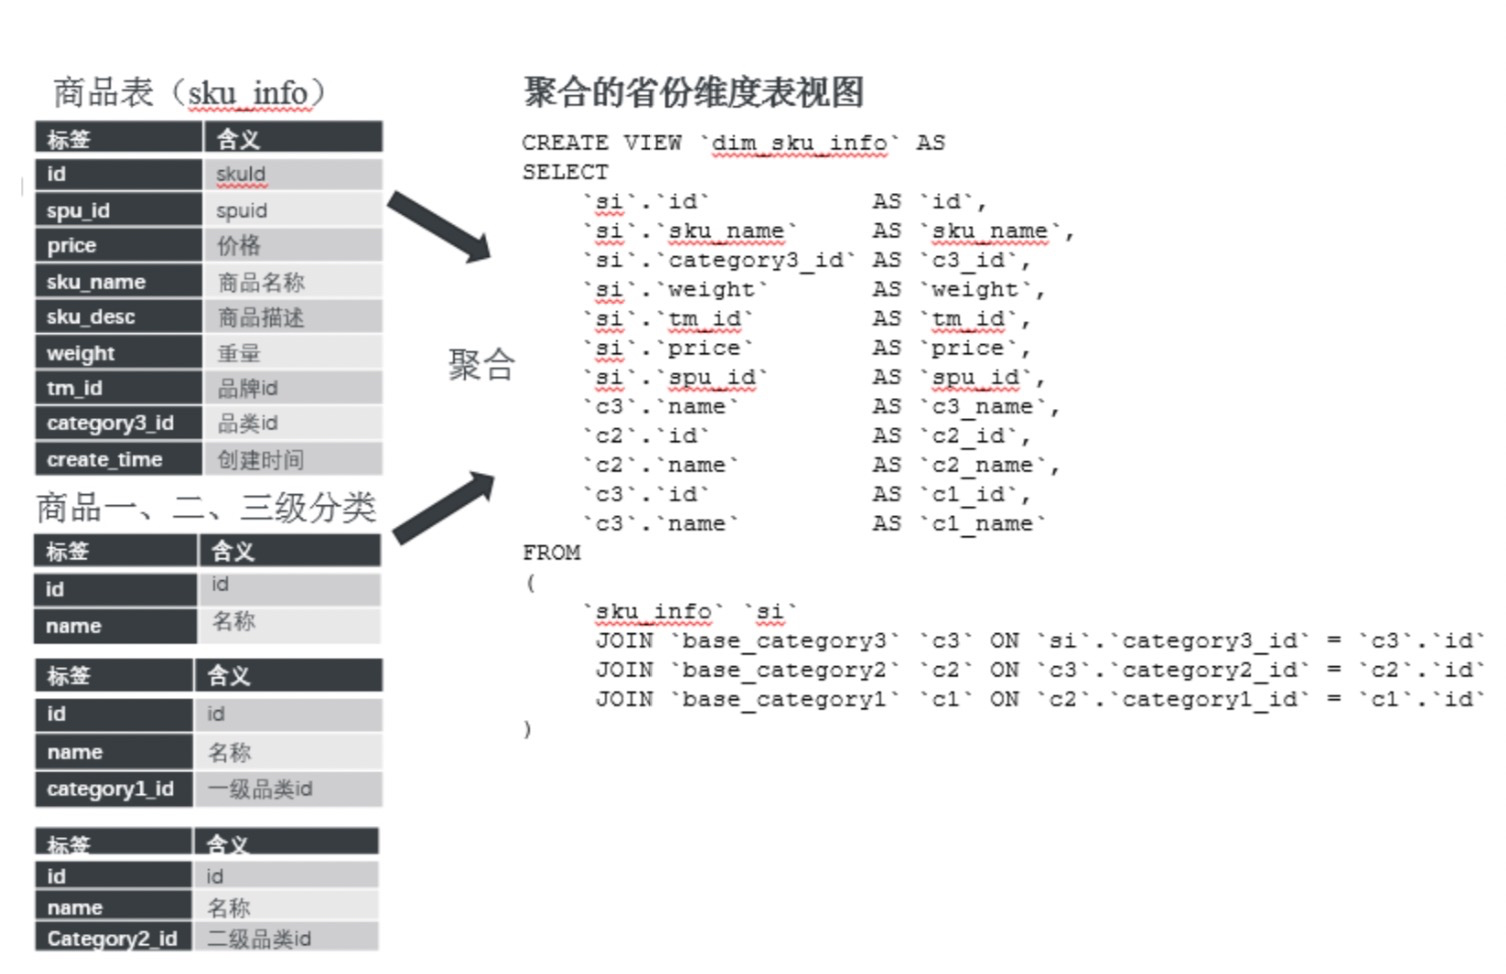 商品表（sku_info）
标签 含义
id skuId
spu_id spuid
price 价格
sku_name 商品名称
sku_desc 商品描述
weight 重量
tm_id 品牌id
category3_id 品类id
create_time 创建时间
商品一、二、三级分类
标签 含义
id id
name 名称
标签 含义
id id
name 名称
category1_id 一级品类id
标签 含义
id id
name 名称
Category2_id 二级品类id
聚合
聚合的省份维度表视图
CREATE VIEW `dim_sku_info` AS
SELECT
`si`.`id` AS `id`,
`si`.`sku_name` AS `sku_name`,
`si`.`category3_id` AS `c3_id`,
`si`.`weight` AS `weight`,
`si`.`tm_id` AS `tm_id`,
`si`.`price` AS `price`,
`si`.`spu_id` AS `spu_id`,
`c3`.`name` AS `c3_name`,
`c2`.`id` AS `c2_id`,
`c2`.`name` AS `c2_name`,
`c3`.`id` AS `c1_id`,
`c3`.`name` AS `c1_name`
FROM
(
`sku_info` `si`
JOIN `base_category3` `c3` ON `si`.`category3_id` = `c3`.`id`
JOIN `base_category2` `c2` ON `c3`.`category2_id` = `c2`.`id`
JOIN `base_category1` `c1` ON `c2`.`category1_id` = `c1`.`id`
)